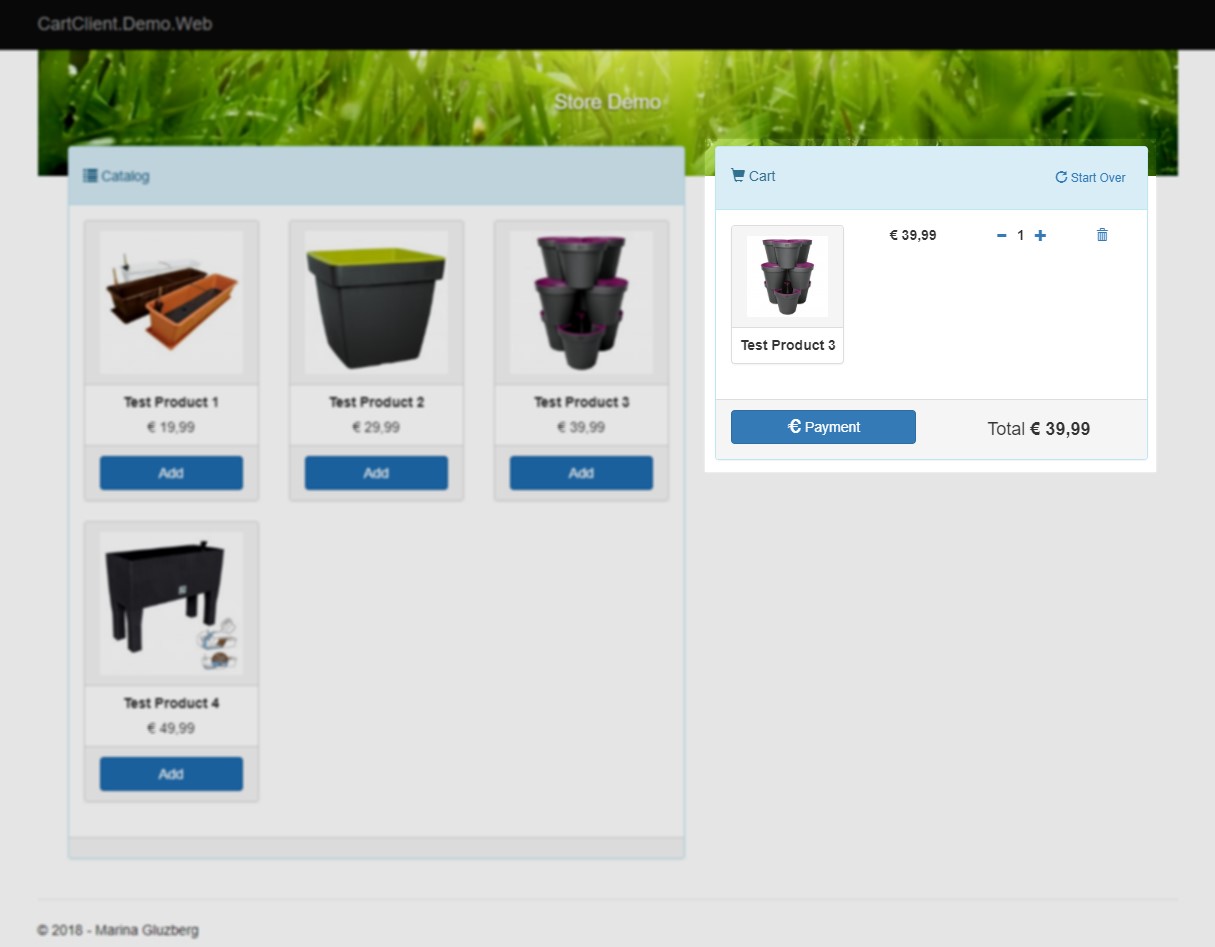 CartClient.Demo.Web
Store Demo
Catalog
Test Product 1
€ 19,99
Add
Test Product 2
€ 29,99
Add
Test Product 3
€ 39,99
Add
Test Product 4
€ 49,99
Add
Cart
Start Over
€ 39,99
1
Test Product 3
€ Payment
Total € 39,99
© 2018 - Marina Gluzberg